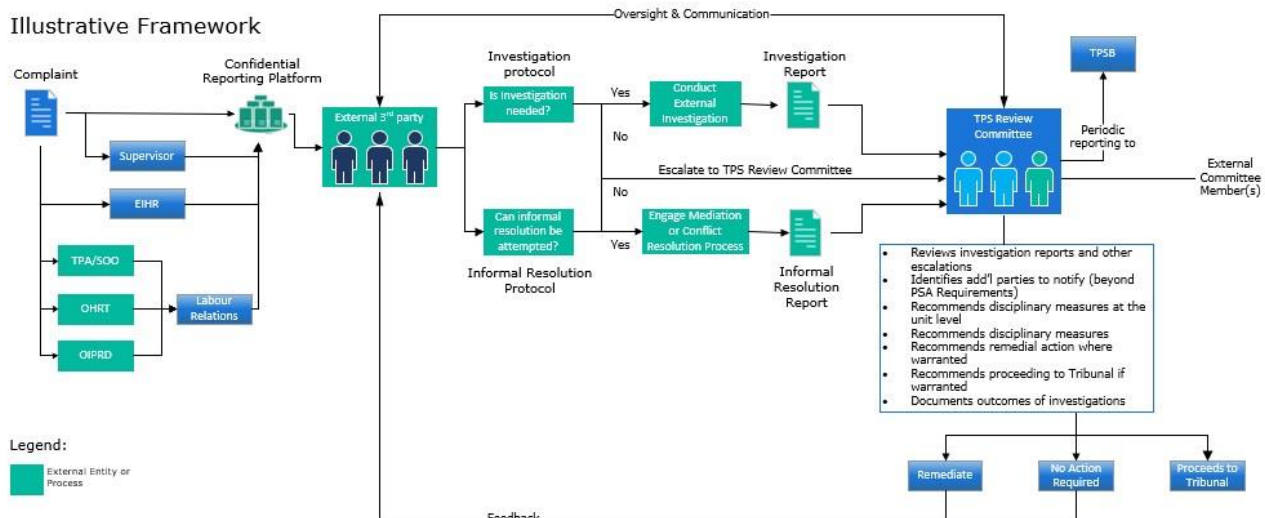 Illustrative Framework
Oversight & Communication
Complaint
Confidential
Reporting Platform
Supervisor
EIHR
TPA/SOO
OHRT
OIPRD
Labour
Relations
External 3rd party
Investigation
protocol
Is Investigation
needed?
Yes
No
Conduct
External
Investigation
Investigation
Report
Escalate to TPS Review Committee
No
Yes
Can informal
resolution be
attempted?
Informal Resolution
Protocol
Engage Mediation
or Conflict
Resolution Process
Informal
Resolution
Report
TPS Review
Committee
TPSB
Periodic
reporting to
External
Committee
Member(s)
• Reviews investigation reports and other
escalations
• Identifies add'l parties to notify (beyond
PSA Requirements)
• Recommends disciplinary measures at the
unit level
• Recommends disciplinary measures
• Recommends remedial action where
warranted
• Recommends proceeding to Tribunal if
warranted
• Documents outcomes of investigations
Remediate
No Action
Required
Proceeds to
Tribunal
Legend:
External Entity or
Process
Feedback